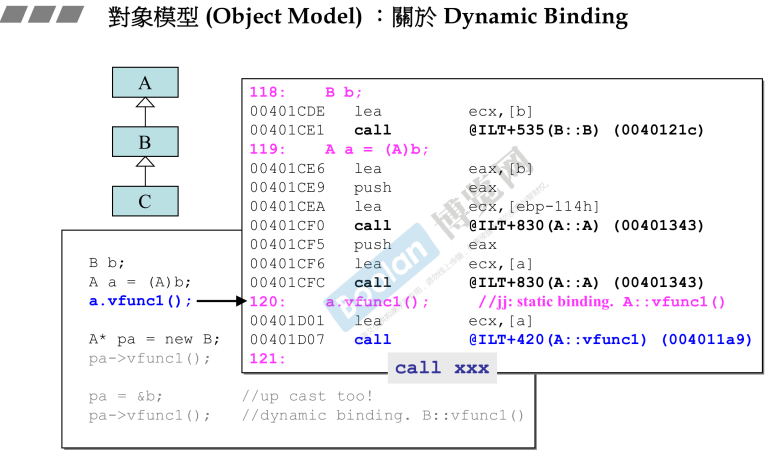 對象模型 (Object Model) ：關於 Dynamic Binding
A
B
C
118: B b;
00401CDE lea ecx,[b]
00401CE1 call @ILT+535(B::B) (0040121c)
119: A a = (A)b;
00401CE6 lea eax,[b]
00401CE9 push eax
00401CEA lea ecx,[ebp-114h]
00401CF0 call @ILT+830(A::A) (00401343)
00401CF5 push eax
00401CF6 lea ecx,[a]
00401CFC call @ILT+830(A::A) (00401343)
120: a.vfunc1(); //jj: static binding. A::vfunc1()
00401D01 lea ecx,[a]
00401D07 call @ILT+420(A::vfunc1) (004011a9)
121:
call xxx
B b;
A a = (A)b;
a.vfunc1();
A* pa = new B;
pa->vfunc1();
pa = &b; //up cast too!
pa->vfunc1(); //dynamic binding. B::vfunc1()
Boolan 博览网